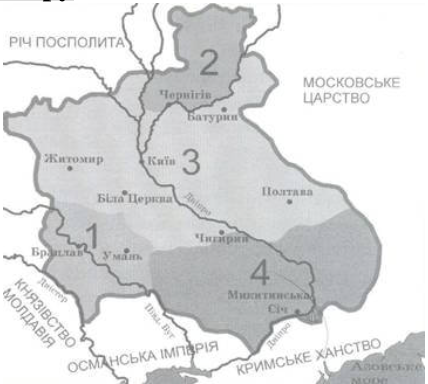 РІЧ ПОСПОЛИТА
2
МОСКОВСЬКЕ
ЦАРСТВО
Чернігів
Батурин
Житомир
Київ
3
Біла Церква
Дніпро
Полтава
Чигирин
1
Брацлав
Умань
4
Микитинська
Січ
Дністер
КНЯЗІВСТВО
МОЛДАВІЯ
Півд. Буг
Дніпро
ОСМАНСЬКА ІМПЕРІЯ
КРИМСЬКЕ ХАНСТВО
Азовське
море